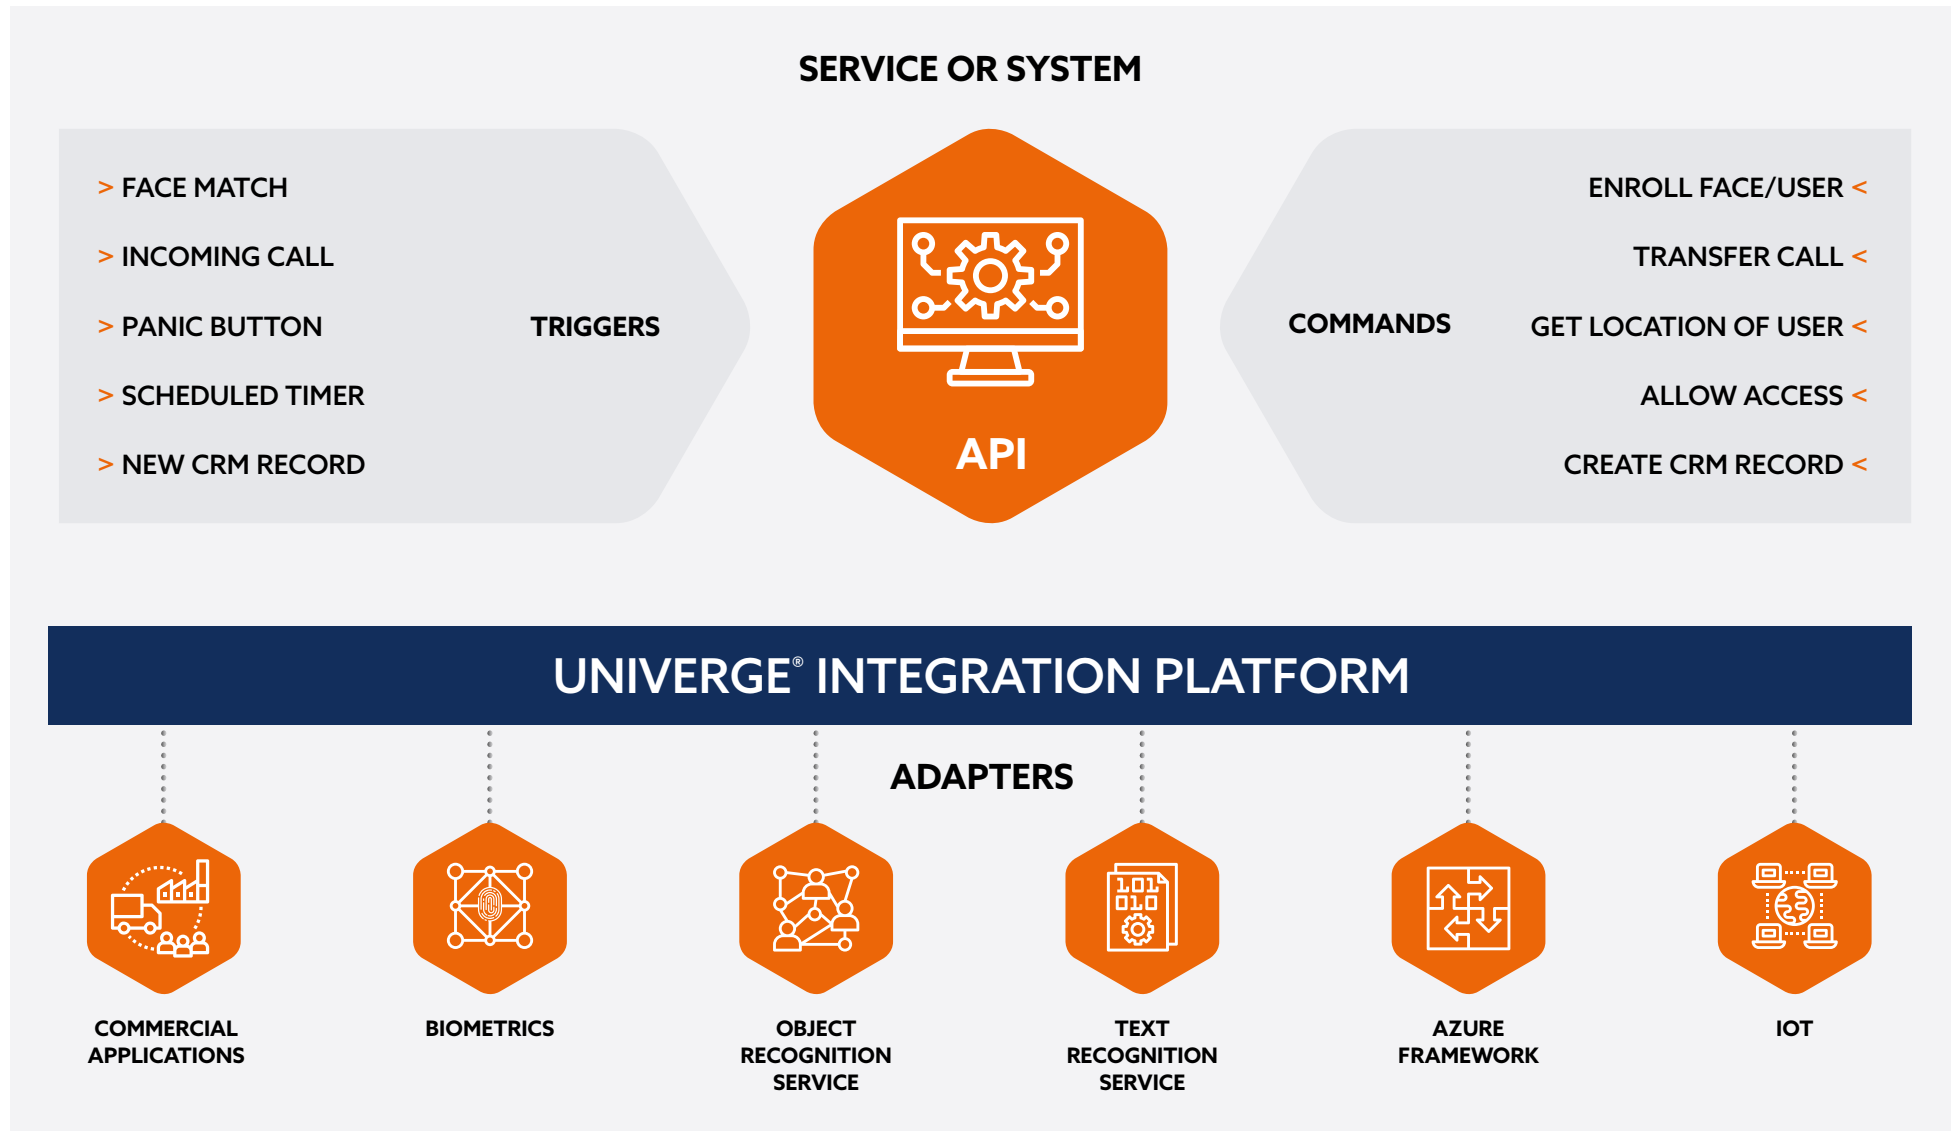 SERVICE OR SYSTEM
> FACE MATCH
> INCOMING CALL
> PANIC BUTTON
> SCHEDULED TIMER
> NEW CRM RECORD
TRIGGERS
101
010
API
COMMANDS
ENROLL FACE/USER <
TRANSFER CALL <
GET LOCATION OF USER <
ALLOW ACCESS <
CREATE CRM RECORD <
UNIVERGE® INTEGRATION PLATFORM
ADAPTERS
COMMERCIAL
APPLICATIONS
BIOMETRICS
OBJECT
RECOGNITION
SERVICE
TEXT
RECOGNITION
SERVICE
AZURE
FRAMEWORK
IOT